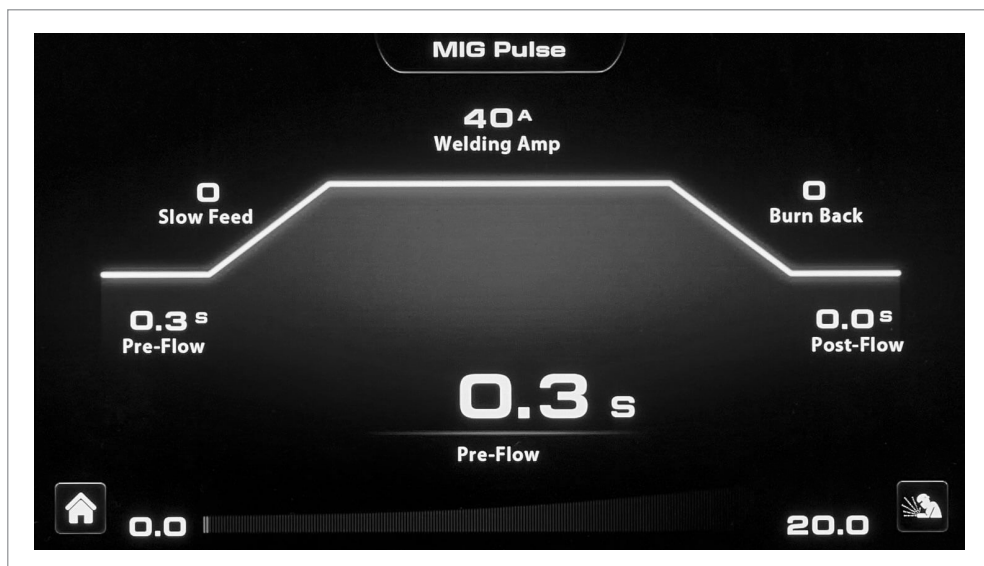 MIG Pulse
40 A
Welding Amp
0
Slow Feed
0
Burn Back
0.3 s
Pre-Flow
0.0 s
Post-Flow
0.3 s
Pre-Flow
0.0
20.0